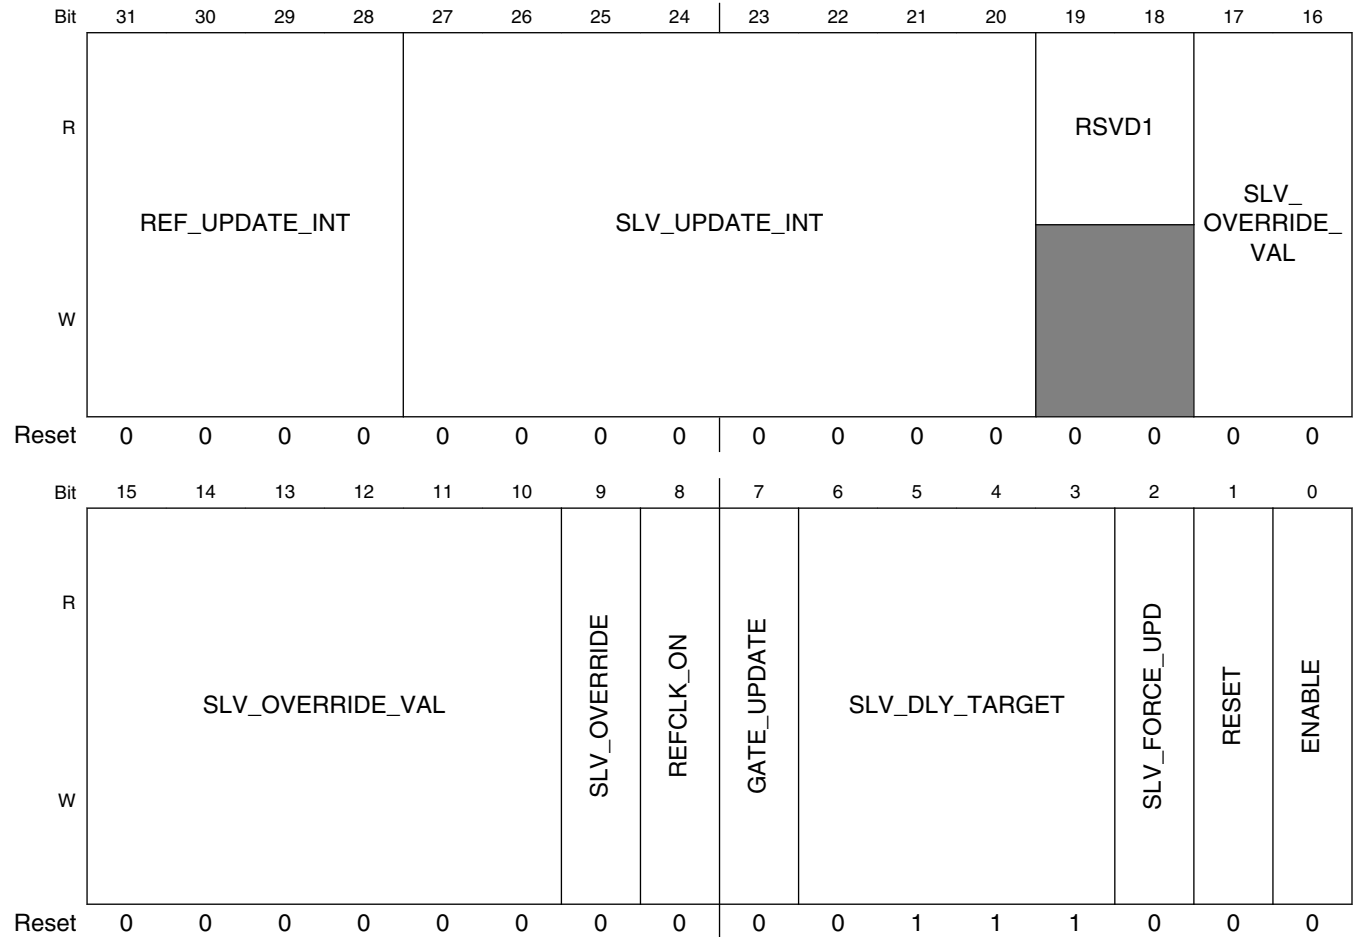 Bit 31 30 29 28 27 26 25 24 23 22 21 20 19 18 17 16
R
RSVD1
REF_UPDATE_INT SLV_UPDATE_INT
SLV_
OVERRIDE_
VAL
W
Reset 0 0 0 0 0 0 0 0 0 0 0 0 0 0 0 0
Bit 15 14 13 12 11 10 9 8 7 6 5 4 3 2 1 0
R
SLV_OVERRIDE_VAL
SLV_OVERRIDE
REFCLK_ON
GATE_UPDATE
SLV_DLY_TARGET
SLV_FORCE_UPD
RESET
ENABLE
W
Reset 0 0 0 0 0 0 0 0 0 0 1 1 1 0 0 0